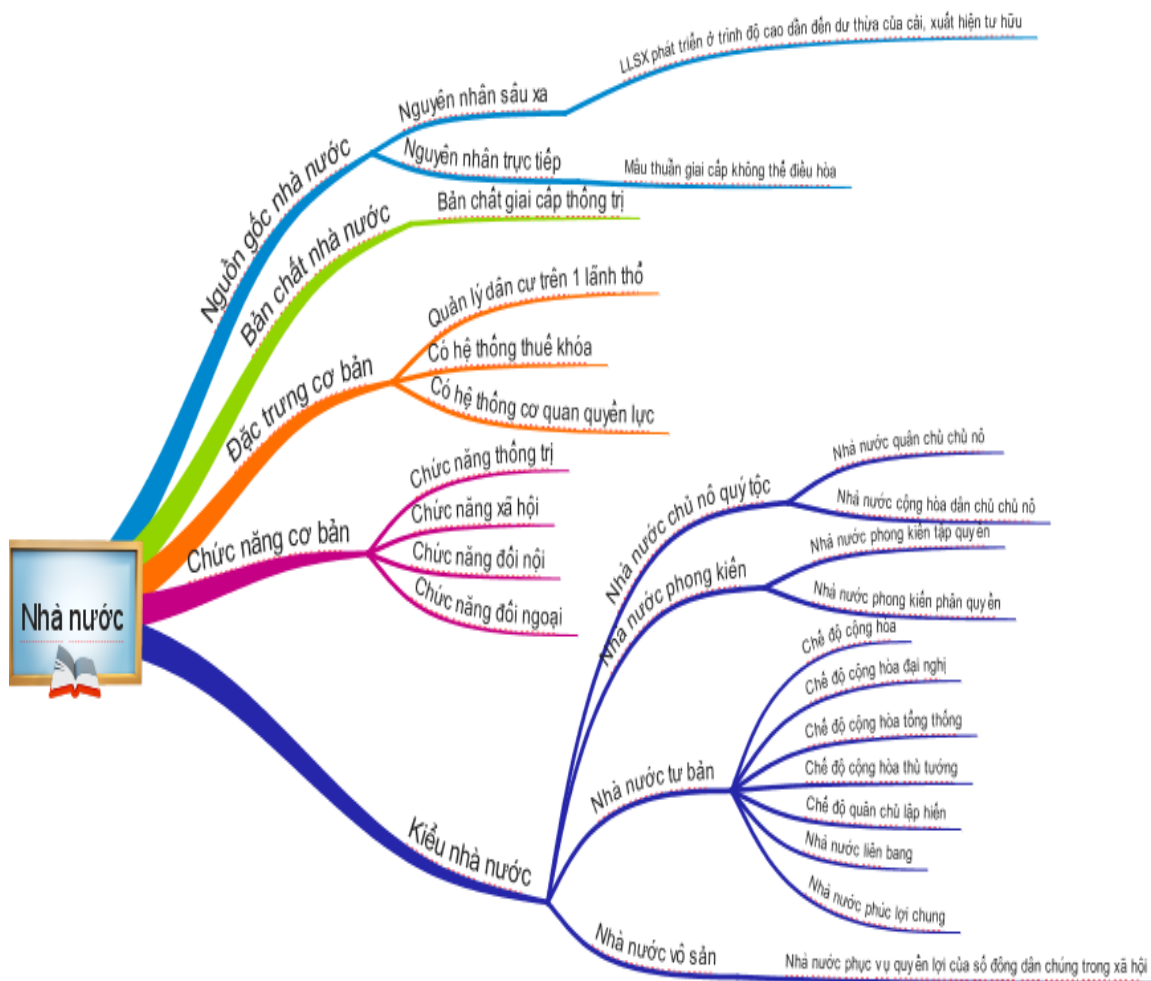 Nhà nước
Nguồn gốc nhà nước
Nguyên nhân sâu xa
LLSX phát triển ở trình độ cao dẫn đến dư thừa của cải, xuất hiện tư hữu
Nguyên nhân trực tiếp
Mâu thuẫn giai cấp không thể điều hòa
Bản chất nhà nước
Bản chất giai cấp thống trị
Đặc trưng cơ bản
Quản lý dân cư trên 1 lãnh thổ
Có hệ thống thuế khóa
Có hệ thống cơ quan quyền lực
Chức năng cơ bản
Chức năng thống trị
Chức năng xã hội
Chức năng đối nội
Chức năng đối ngoại
Kiểu nhà nước
Nhà nước chủ nô quý tộc
Nhà nước quân chủ chủ nô
Nhà nước cộng hòa dân chủ chủ nô
Nhà nước phong kiến
Nhà nước phong kiến tập quyền
Nhà nước phong kiến phân quyền
Nhà nước tư bản
Chế độ cộng hòa
Chế độ cộng hòa đại nghị
Chế độ cộng hòa tổng thống
Chế độ cộng hòa thủ tướng
Chế độ quân chủ lập hiến
Nhà nước liên bang
Nhà nước phúc lợi chung
Nhà nước vô sản
Nhà nước phục vụ quyền lợi của số đông dân chúng trong xã hội